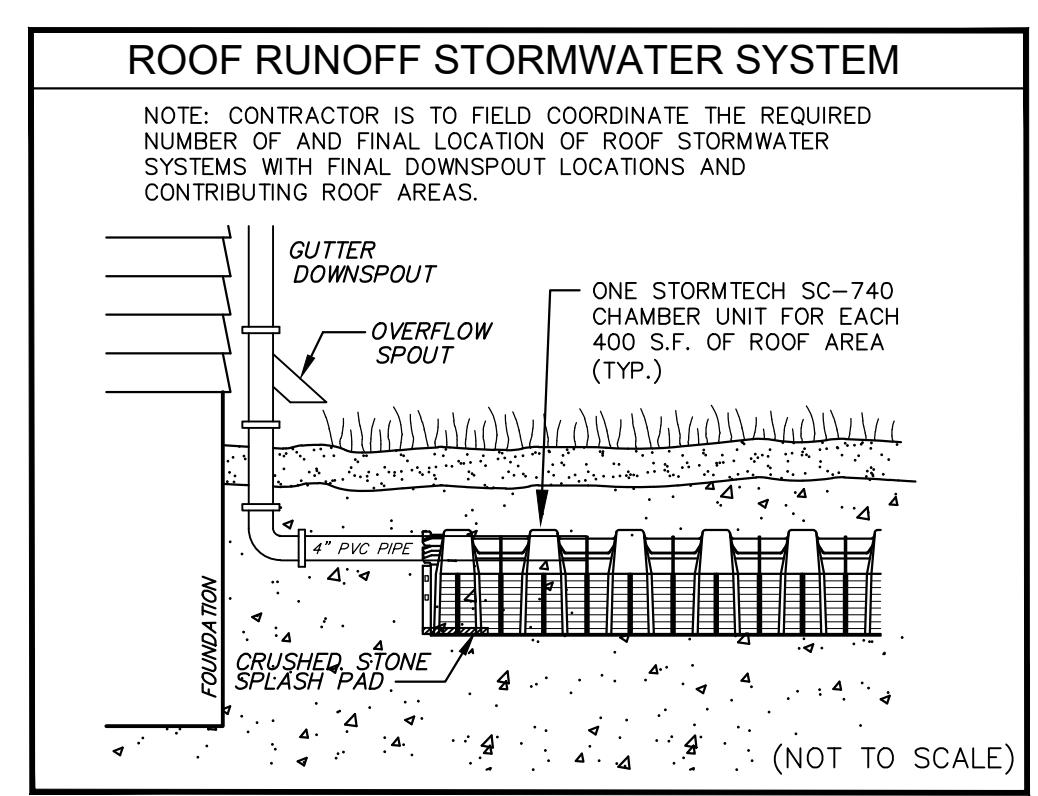 ROOF RUNOFF STORMWATER SYSTEM
NOTE: CONTRACTOR IS TO FIELD COORDINATE THE REQUIRED
NUMBER OF AND FINAL LOCATION OF ROOF STORMWATER
SYSTEMS WITH FINAL DOWNSPOUT LOCATIONS AND
CONTRIBUTING ROOF AREAS.
GUTTER
DOWNSPOUT
OVERFLOW
SPOUT
ONE STORMTECH SC-740
CHAMBER UNIT FOR EACH
400 S.F. OF ROOF AREA
(TYP.)
4" PVC PIPE
FOUNDATION
CRUSHED STONE
SPLASH PAD
(NOT TO SCALE)